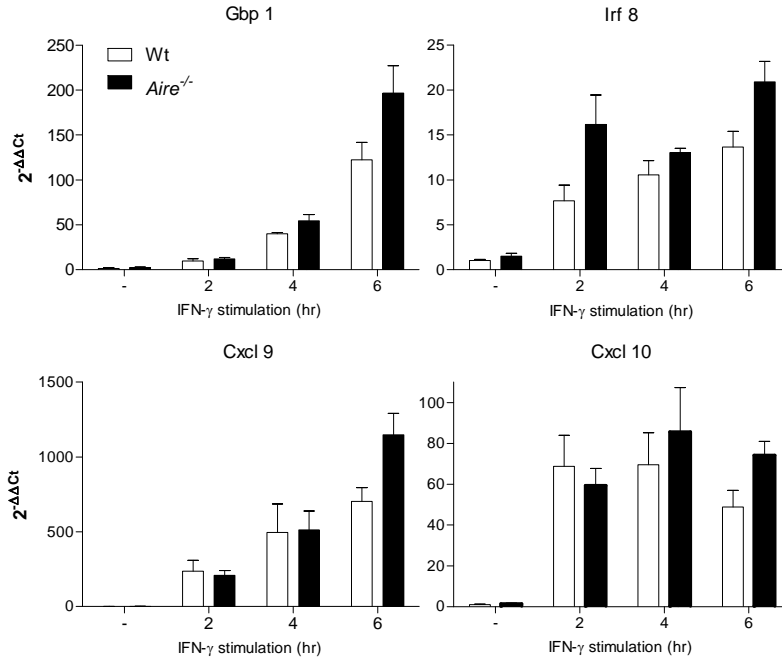 Gbp 1
250
200
150
100
50
0
2^-ΔΔCt
Wt
Aire^-/-
- 2 4 6
IFN-γ stimulation (hr)
Irf 8
25
20
15
10
5
0
- 2 4 6
IFN-γ stimulation (hr)
Cxcl 9
1500
1000
500
0
2^-ΔΔCt
- 2 4 6
IFN-γ stimulation (hr)
Cxcl 10
100
80
60
40
20
0
- 2 4 6
IFN-γ stimulation (hr)